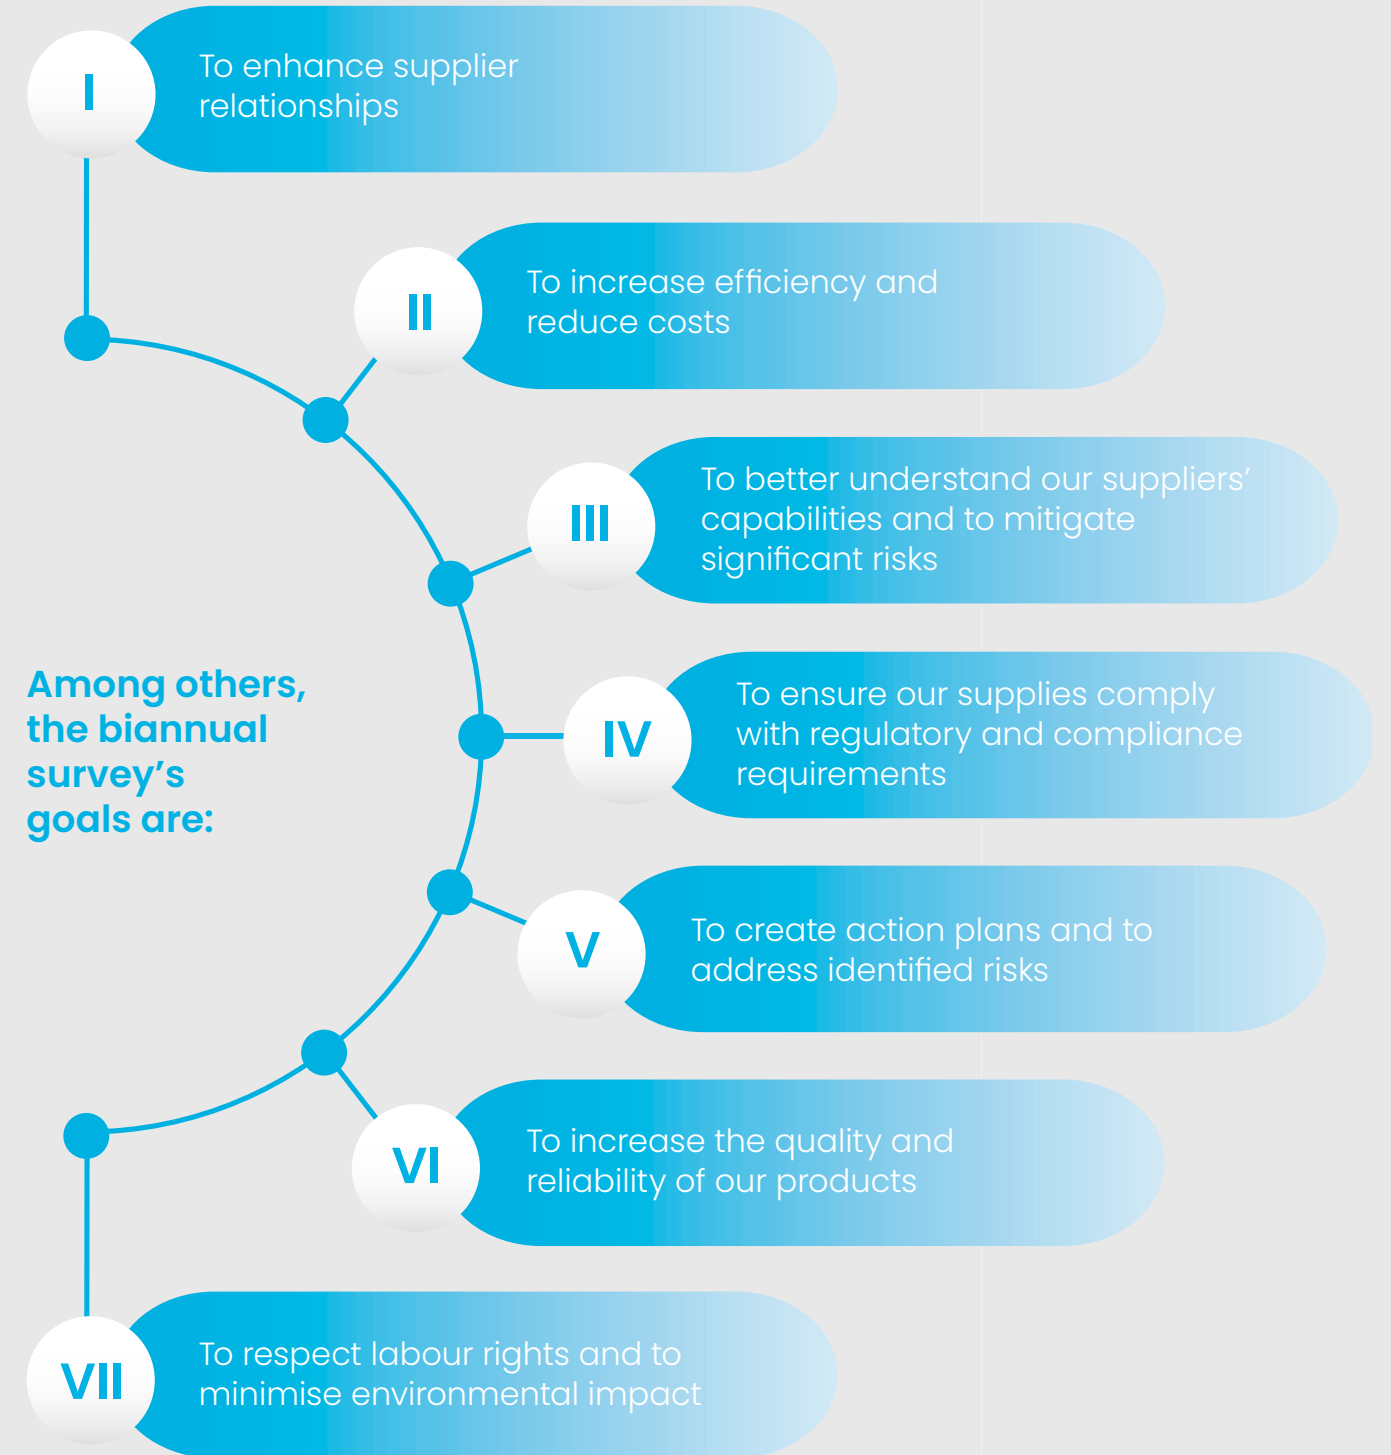 I
To enhance supplier
relationships
II
To increase efficiency and
reduce costs
III
To better understand our suppliers’
capabilities and to mitigate
significant risks
Among others,
the biannual
survey’s
goals are:
IV
To ensure our supplies comply
with regulatory and compliance
requirements
V
To create action plans and to
address identified risks
VI
To increase the quality and
reliability of our products
VII
To respect labour rights and to
minimise environmental impact